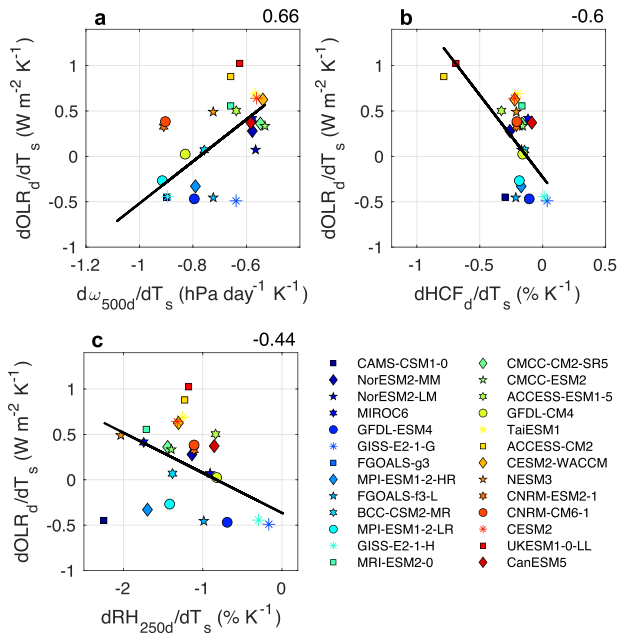 a 0.66
dOLR_d/dT_s (W m^-2 K^-1)
1
0.5
0
-0.5
-1
-1.2 -1 -0.8 -0.6 -0.4
dω_500d/dT_s (hPa day^-1 K^-1)
b -0.6
dOLR_d/dT_s (W m^-2 K^-1)
1
0.5
0
-0.5
-1
-1 -0.5 0 0.5
dHCF_d/dT_s (% K^-1)
c -0.44
dOLR_d/dT_s (W m^-2 K^-1)
1
0.5
0
-0.5
-1
-2 -1 0
dRH_250d/dT_s (% K^-1)
CAMS-CSM1-0
NorESM2-MM
NorESM2-LM
MIROC6
GFDL-ESM4
GISS-E2-1-G
FGOALS-g3
MPI-ESM1-2-HR
FGOALS-f3-L
BCC-CSM2-MR
MPI-ESM1-2-LR
GISS-E2-1-H
MRI-ESM2-0
CMCC-CM2-SR5
CMCC-ESM2
ACCESS-ESM1-5
GFDL-CM4
TaiESM1
ACCESS-CM2
CESM2-WACCM
NESM3
CNRM-ESM2-1
CNRM-CM6-1
CESM2
UKESM1-0-LL
CanESM5